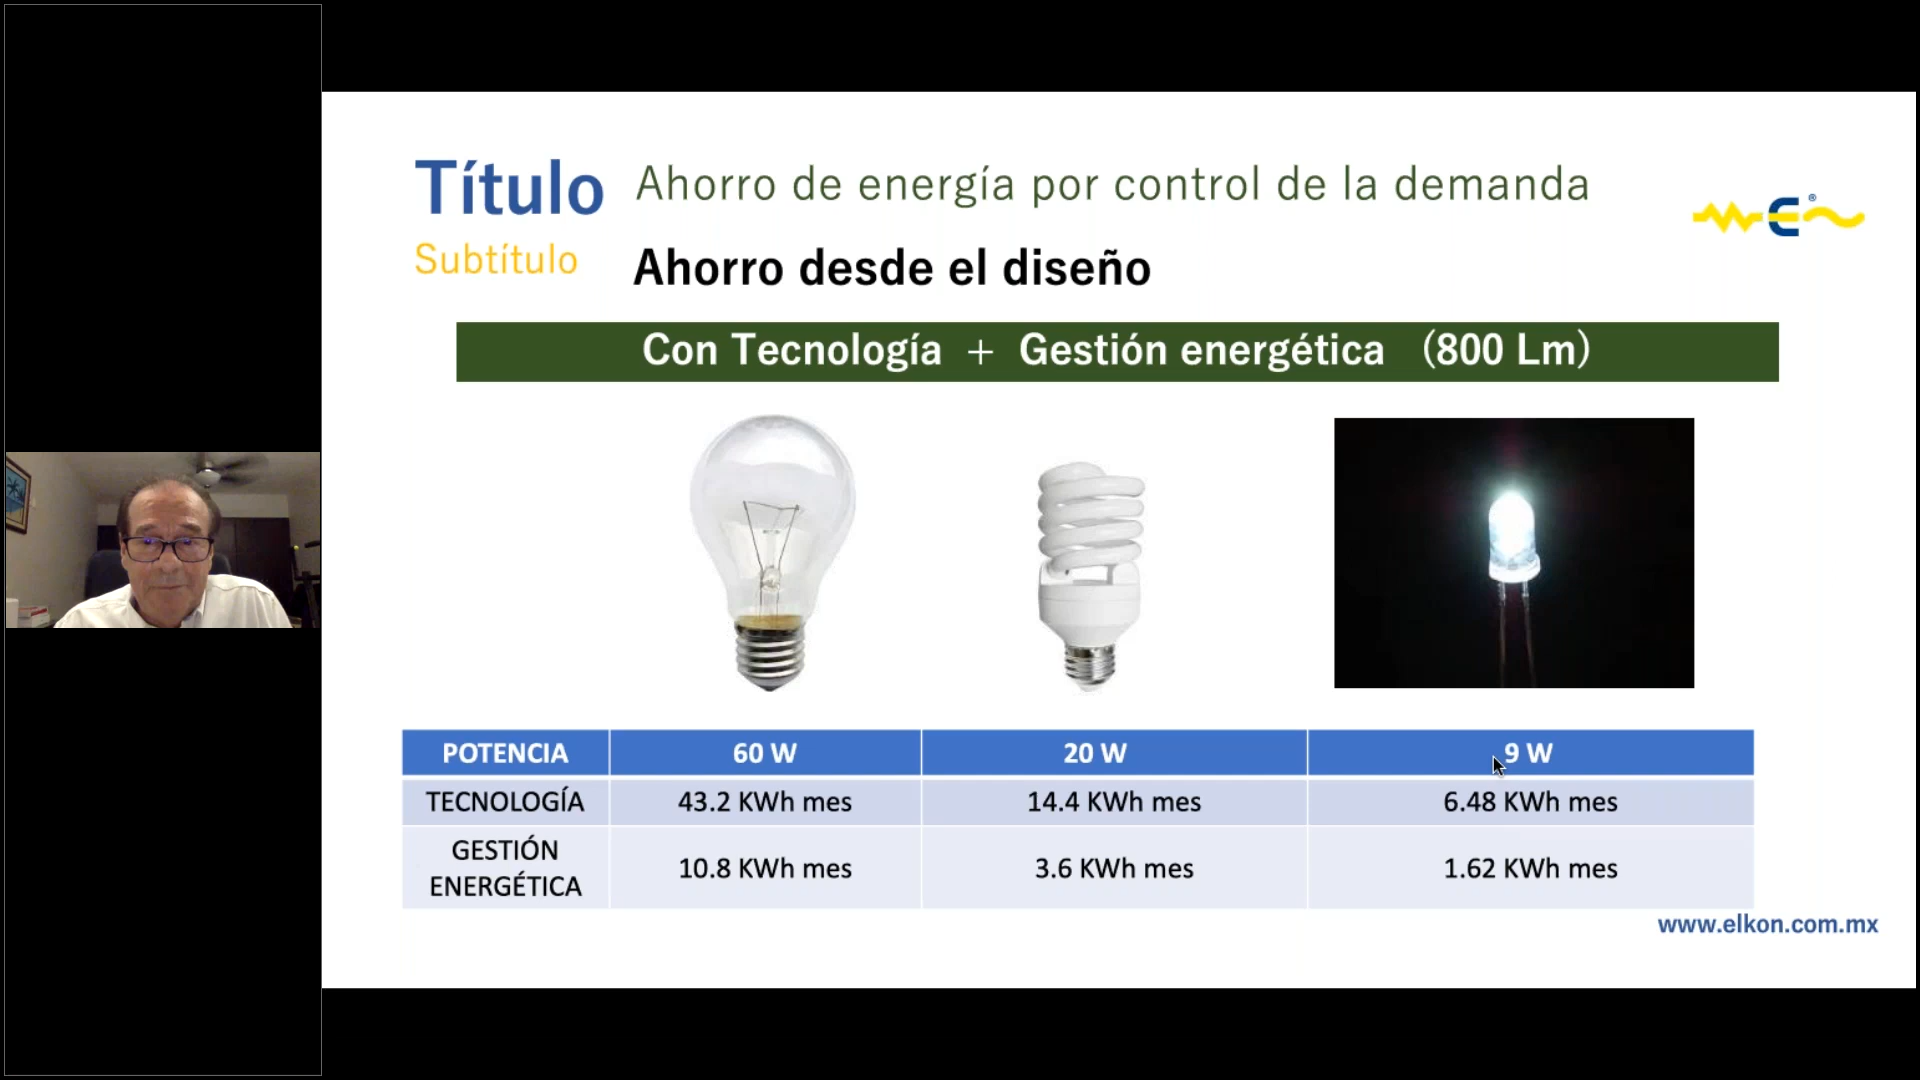 Título Ahorro de energía por control de la demanda
Subtítulo Ahorro desde el diseño
E ®
Con Tecnología + Gestión energética (800 Lm)
POTENCIA 60 W 20 W 9 W
TECNOLOGÍA 43.2 KWh mes 14.4 KWh mes 6.48 KWh mes
GESTIÓN
ENERGÉTICA 10.8 KWh mes 3.6 KWh mes 1.62 KWh mes
www.elkon.com.mx